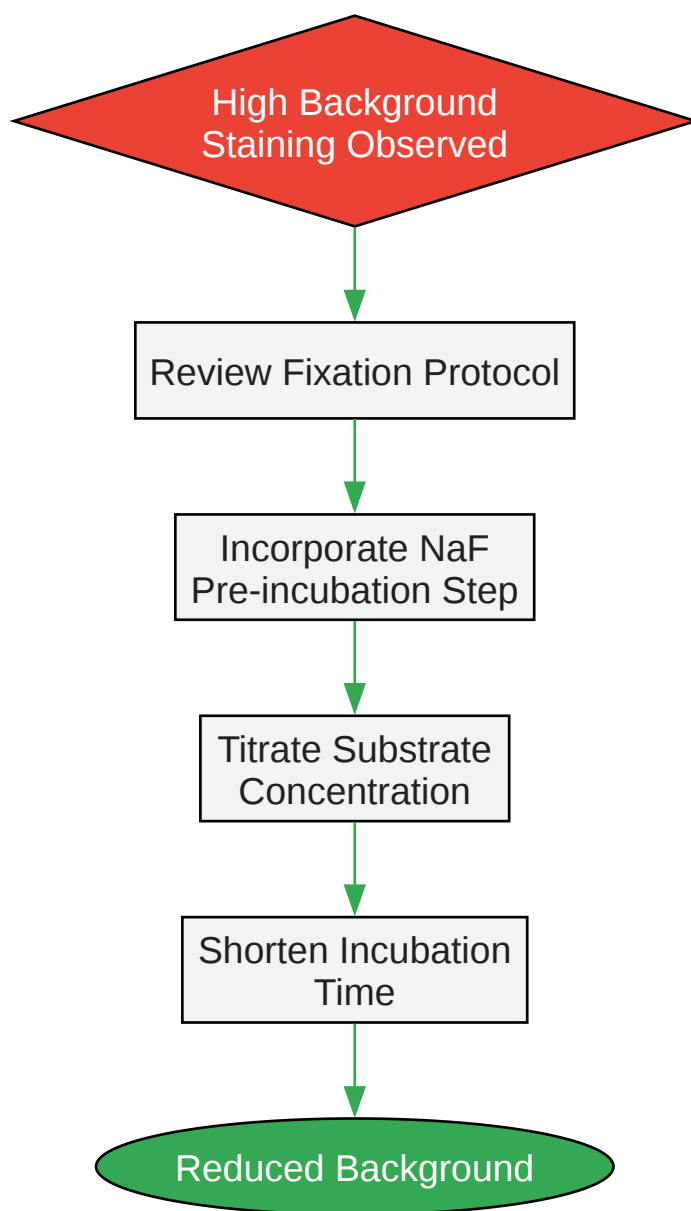 High Background
Staining Observed
Review Fixation Protocol
Incorporate NaF
Pre-incubation Step
Titrate Substrate
Concentration
Shorten Incubation
Time
Reduced Background